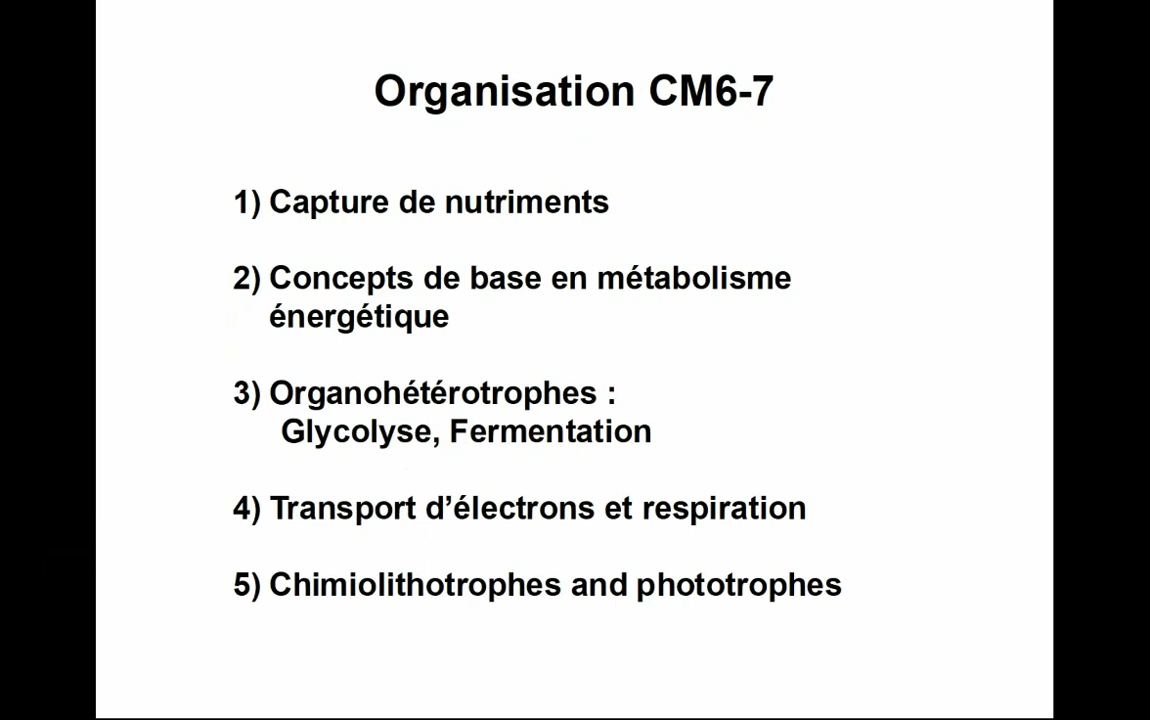 Organisation CM6-7
1) Capture de nutriments
2) Concepts de base en métabolisme
énergétique
3) Organohétérotrophes :
Glycolyse, Fermentation
4) Transport d’électrons et respiration
5) Chimiolithotrophes and phototrophes